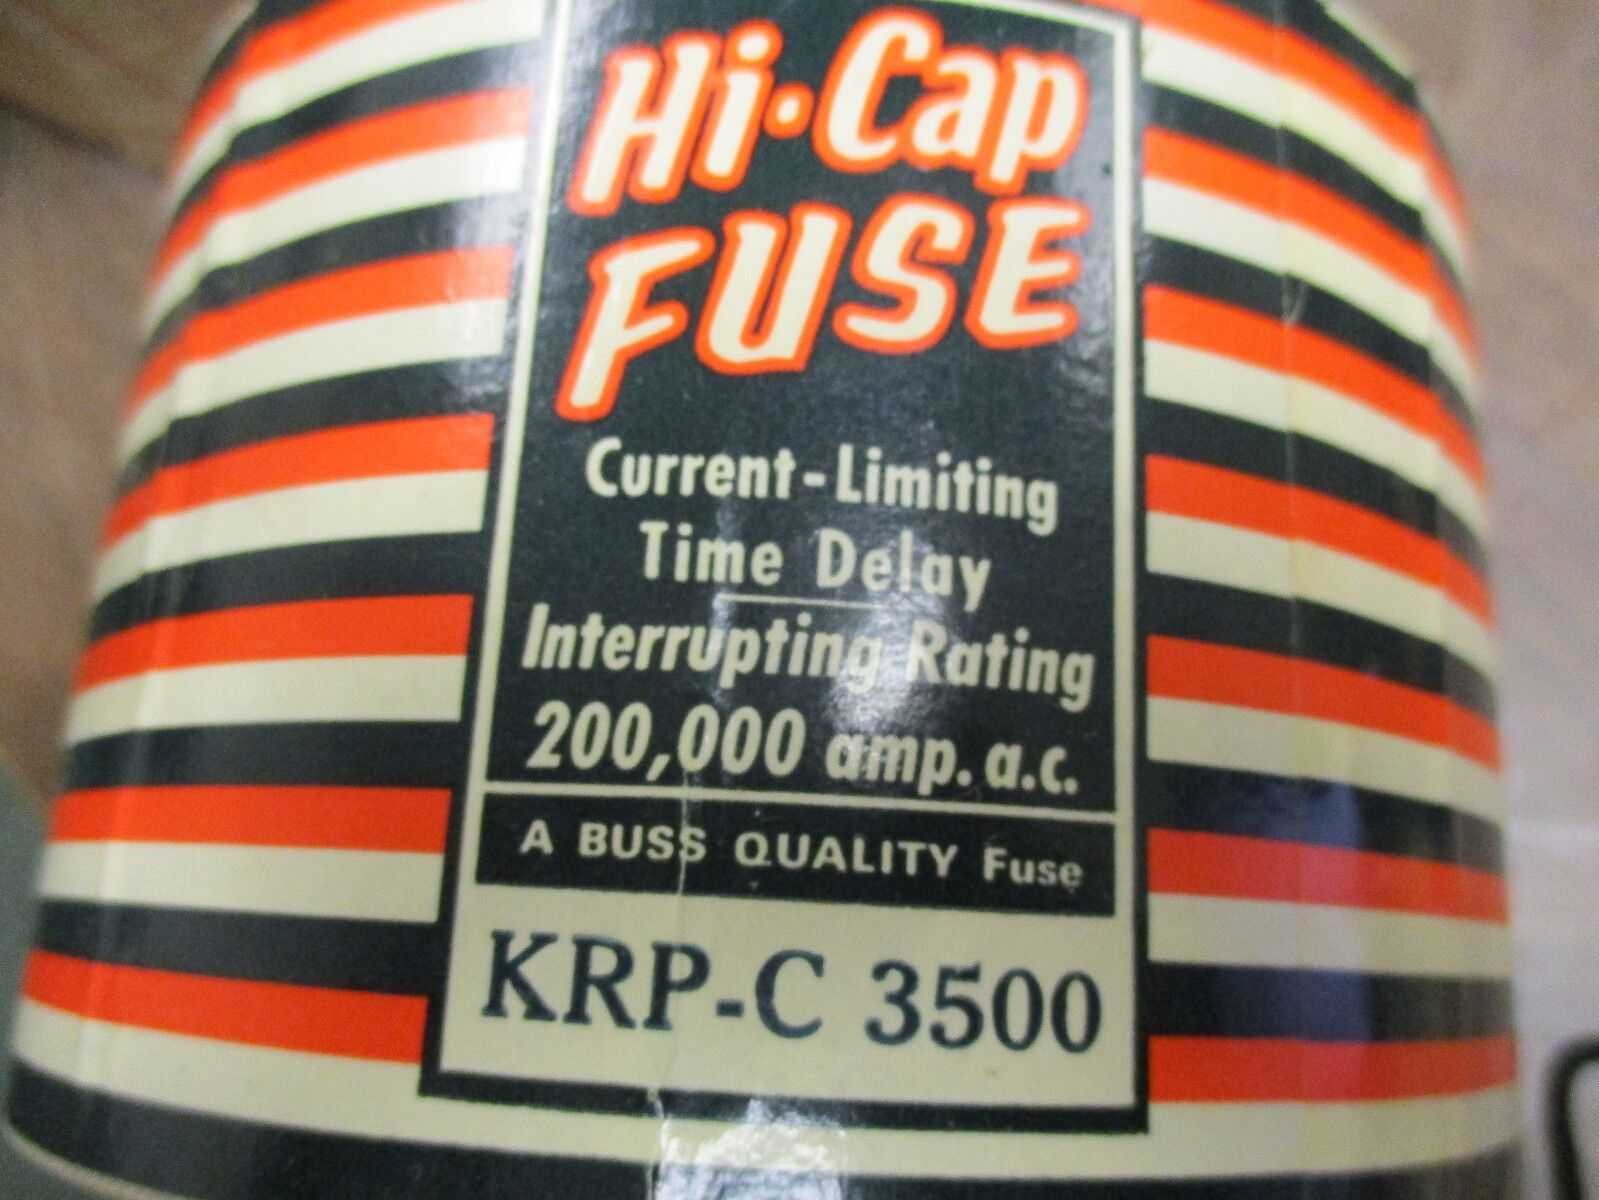 Hi·Cap
FUSE
Current-Limiting
Time Delay
Interrupting Rating
200,000 amp. a.c.
A BUSS QUALITY Fuse
KRP-C 3500